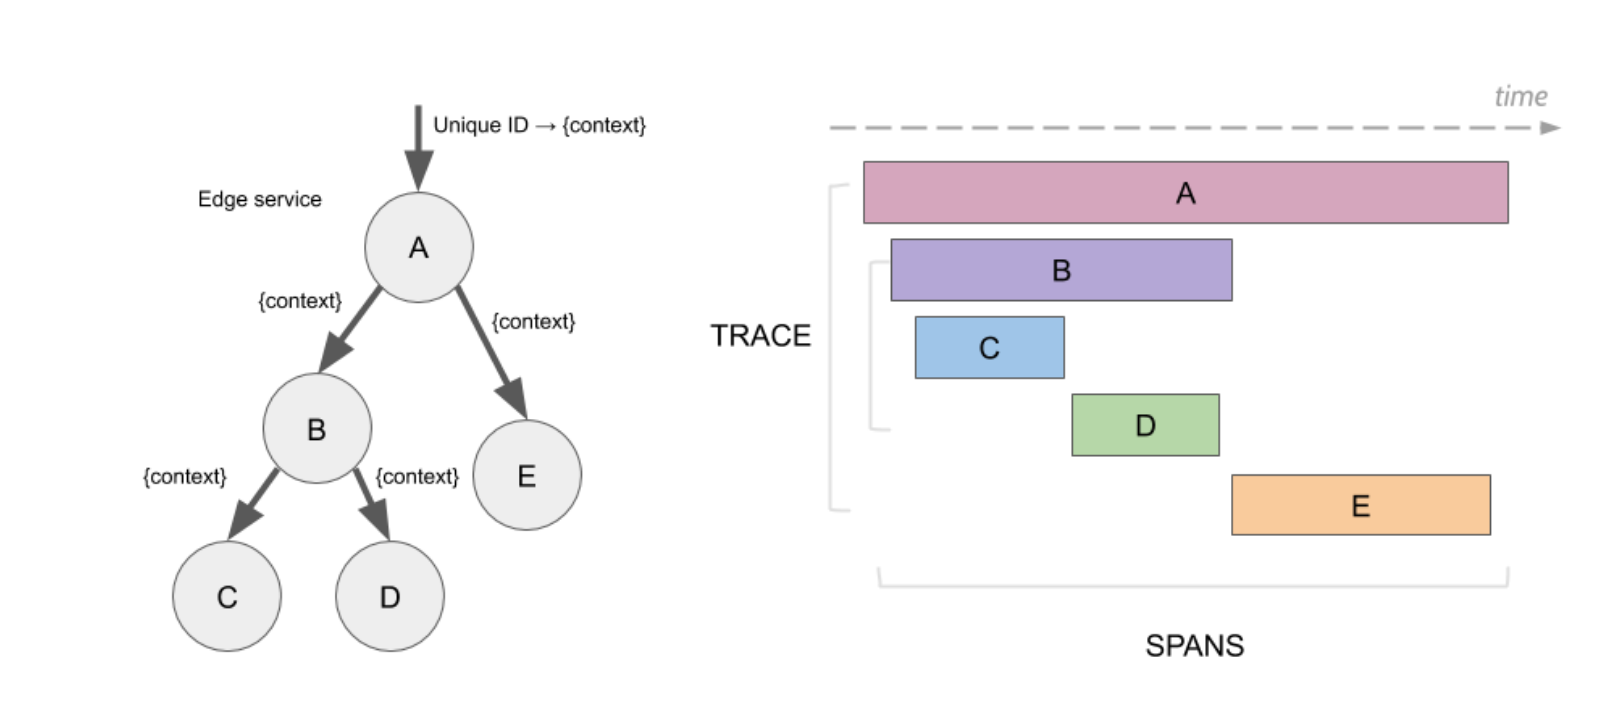 Unique ID → {context}
Edge service
A
{context}
{context}
B
E
{context}
{context}
C
D
time
A
B
TRACE
C
D
E
SPANS